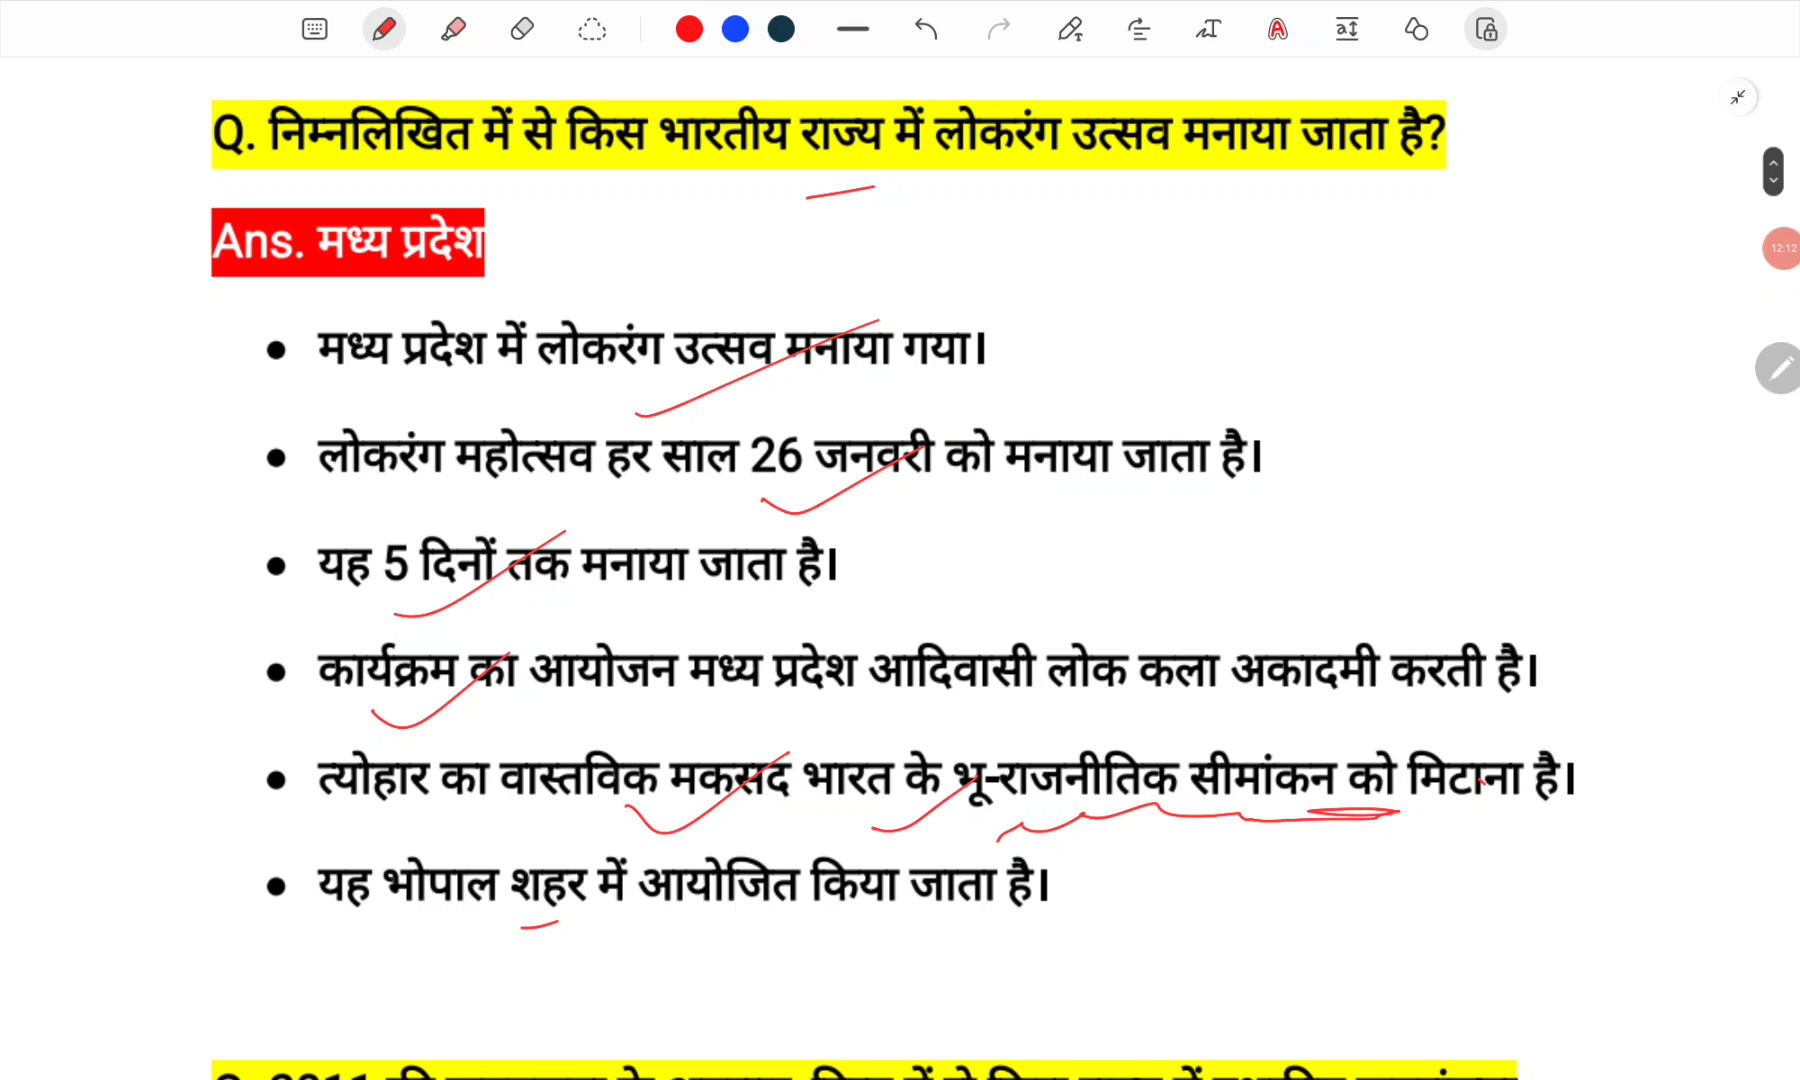 Q. निम्नलिखित में से किस भारतीय राज्य में लोकरंग उत्सव मनाया जाता है?
Ans. मध्य प्रदेश
12:12
● मध्य प्रदेश में लोकरंग उत्सव मनाया गया।
● लोकरंग महोत्सव हर साल 26 जनवरी को मनाया जाता है।
● यह 5 दिनों तक मनाया जाता है।
● कार्यक्रम का आयोजन मध्य प्रदेश आदिवासी लोक कला अकादमी करती है।
● त्योहार का वास्तविक मकसद भारत के भू-राजनीतिक सीमांकन को मिटाना है।
● यह भोपाल शहर में आयोजित किया जाता है।